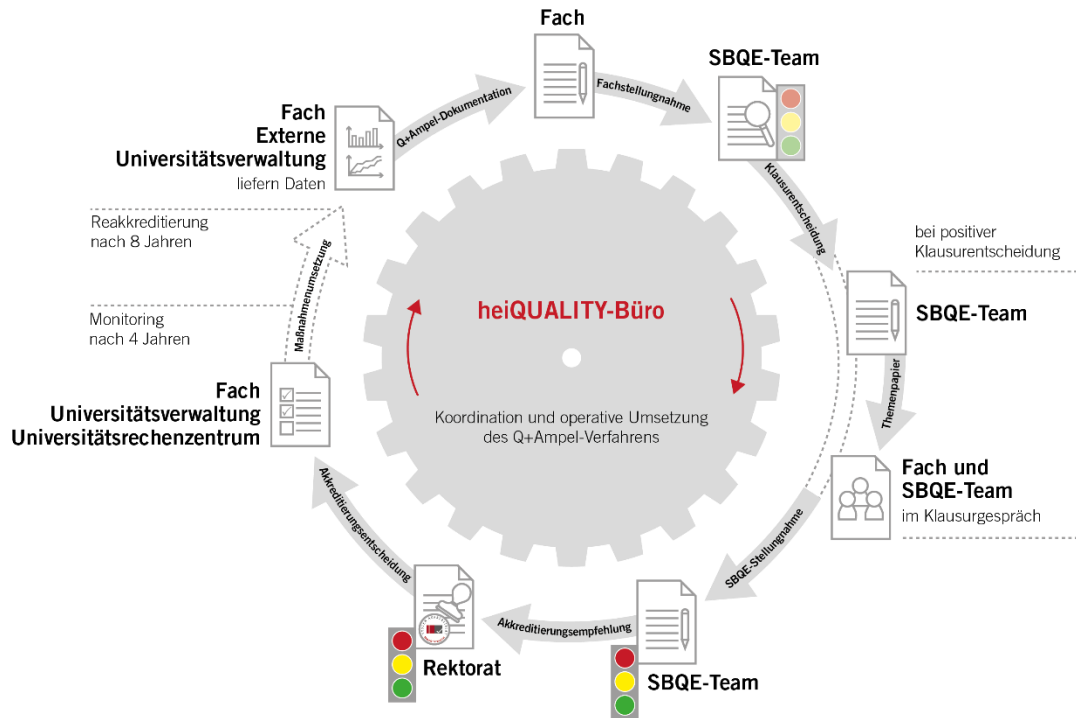 Fach
Fachstellungnahme
SBQE-Team
Klausurentscheidung
bei positiver
Klausurentscheidung
SBQE-Team
Themenpapier
Fach und
SBQE-Team
im Klausurgespräch
SBQE-Stellungnahme
SBQE-Team
Akkreditierungsempfehlung
Rektorat
Akkreditierungsentscheidung
Fach
Universitätsverwaltung
Universitätsrechenzentrum
Maßnahmenumsetzung
Monitoring
nach 4 Jahren
Reakkreditierung
nach 8 Jahren
Fach
Externe
Universitätsverwaltung
liefern Daten
Q+Ampel-Dokumentation
heiQUALITY-Büro
Koordination und operative Umsetzung
des Q+Ampel-Verfahrens